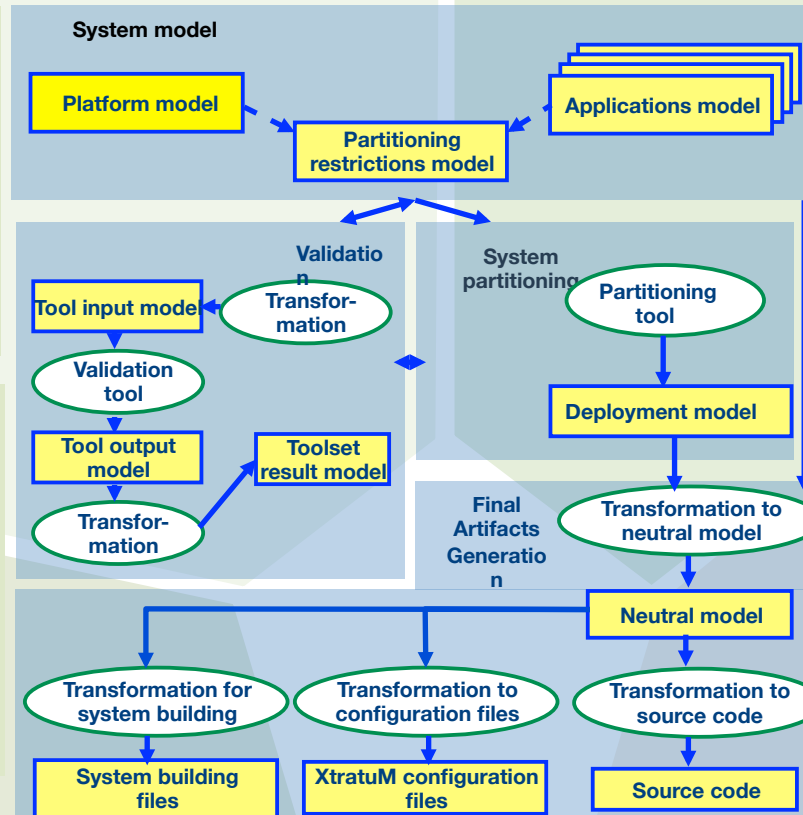 System model
Platform model
Applications model
Partitioning
restrictions model
Validatio
n
System
partitioning
Transfor-
mation
Tool input model
Partitioning
tool
Validation
tool
Deployment model
Tool output
model
Toolset
result model
Transfor-
mation
Final
Artifacts
Generatio
n
Transformation to
neutral model
Neutral model
Transformation for
system building
Transformation to
configuration files
Transformation to
source code
System building
files
XtratuM configuration
files
Source code